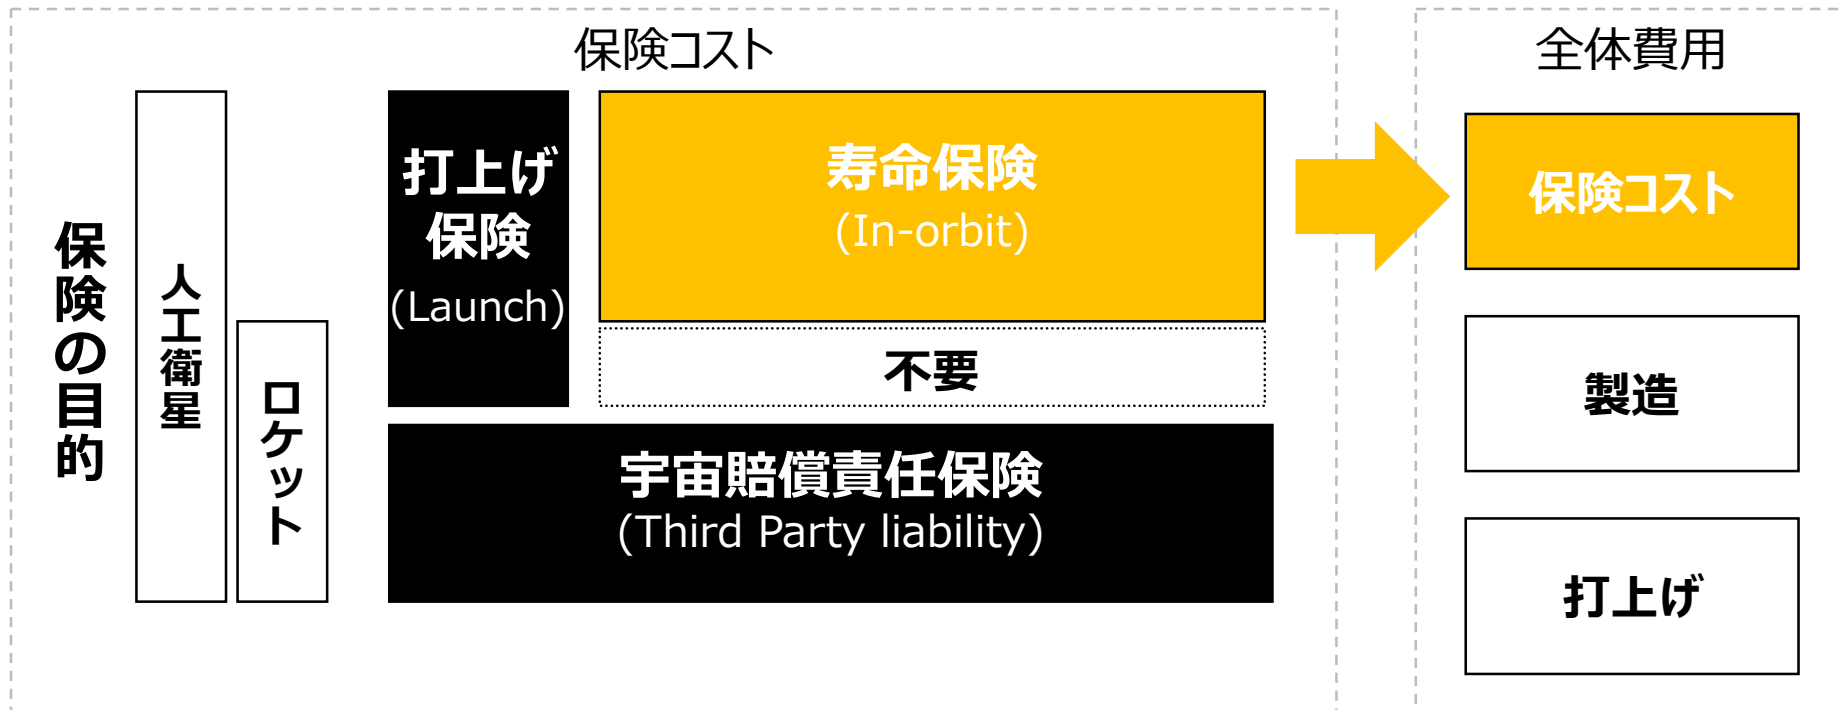 保険コスト
全体費用
保険の目的
人工衛星
ロケット
打上げ
保険
(Launch)
寿命保険
(In-orbit)
不要
宇宙賠償責任保険
(Third Party liability)
保険コスト
製造
打上げ